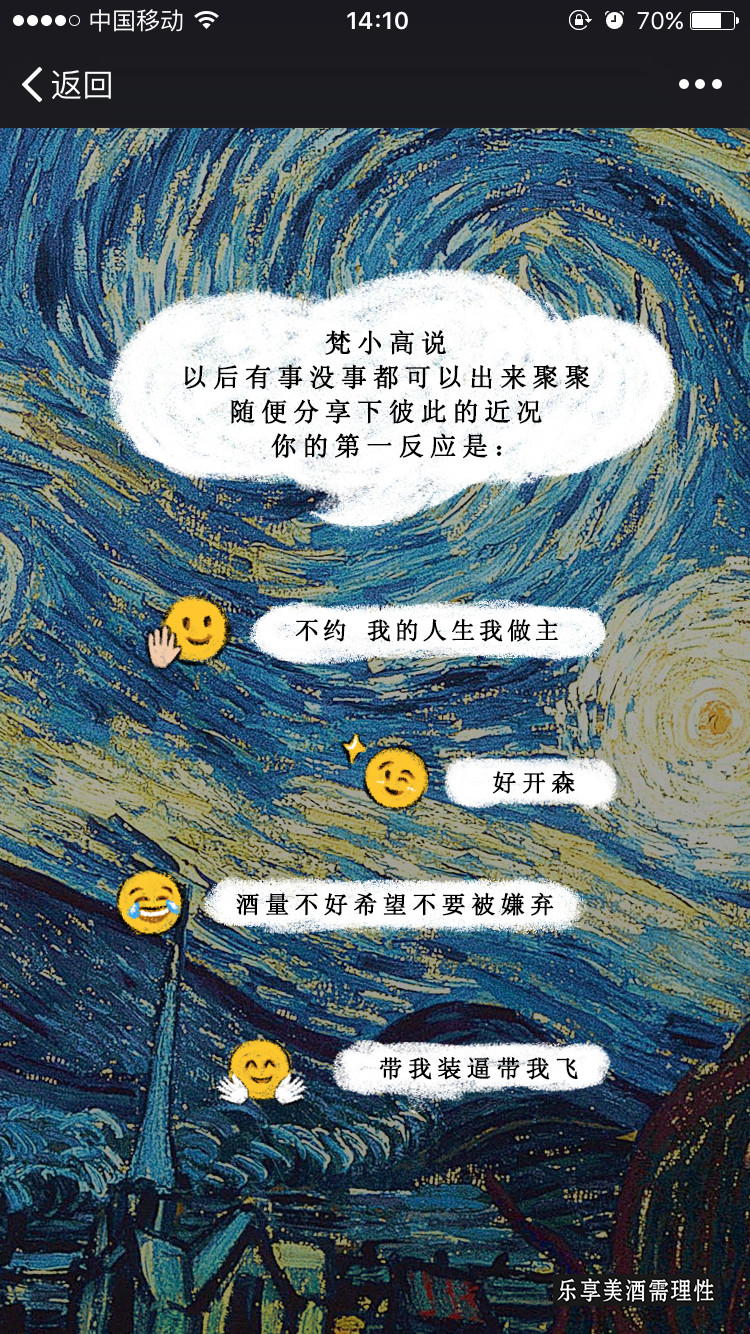 中国移动 14:10 70%
返回
梵小高说
以后有事没事都可以出来聚聚
随便分享下彼此的近况
你的第一反应是：
不约 我的人生我做主
好开森
酒量不好希望不要被嫌弃
带我装逼带我飞
乐享美酒需理性